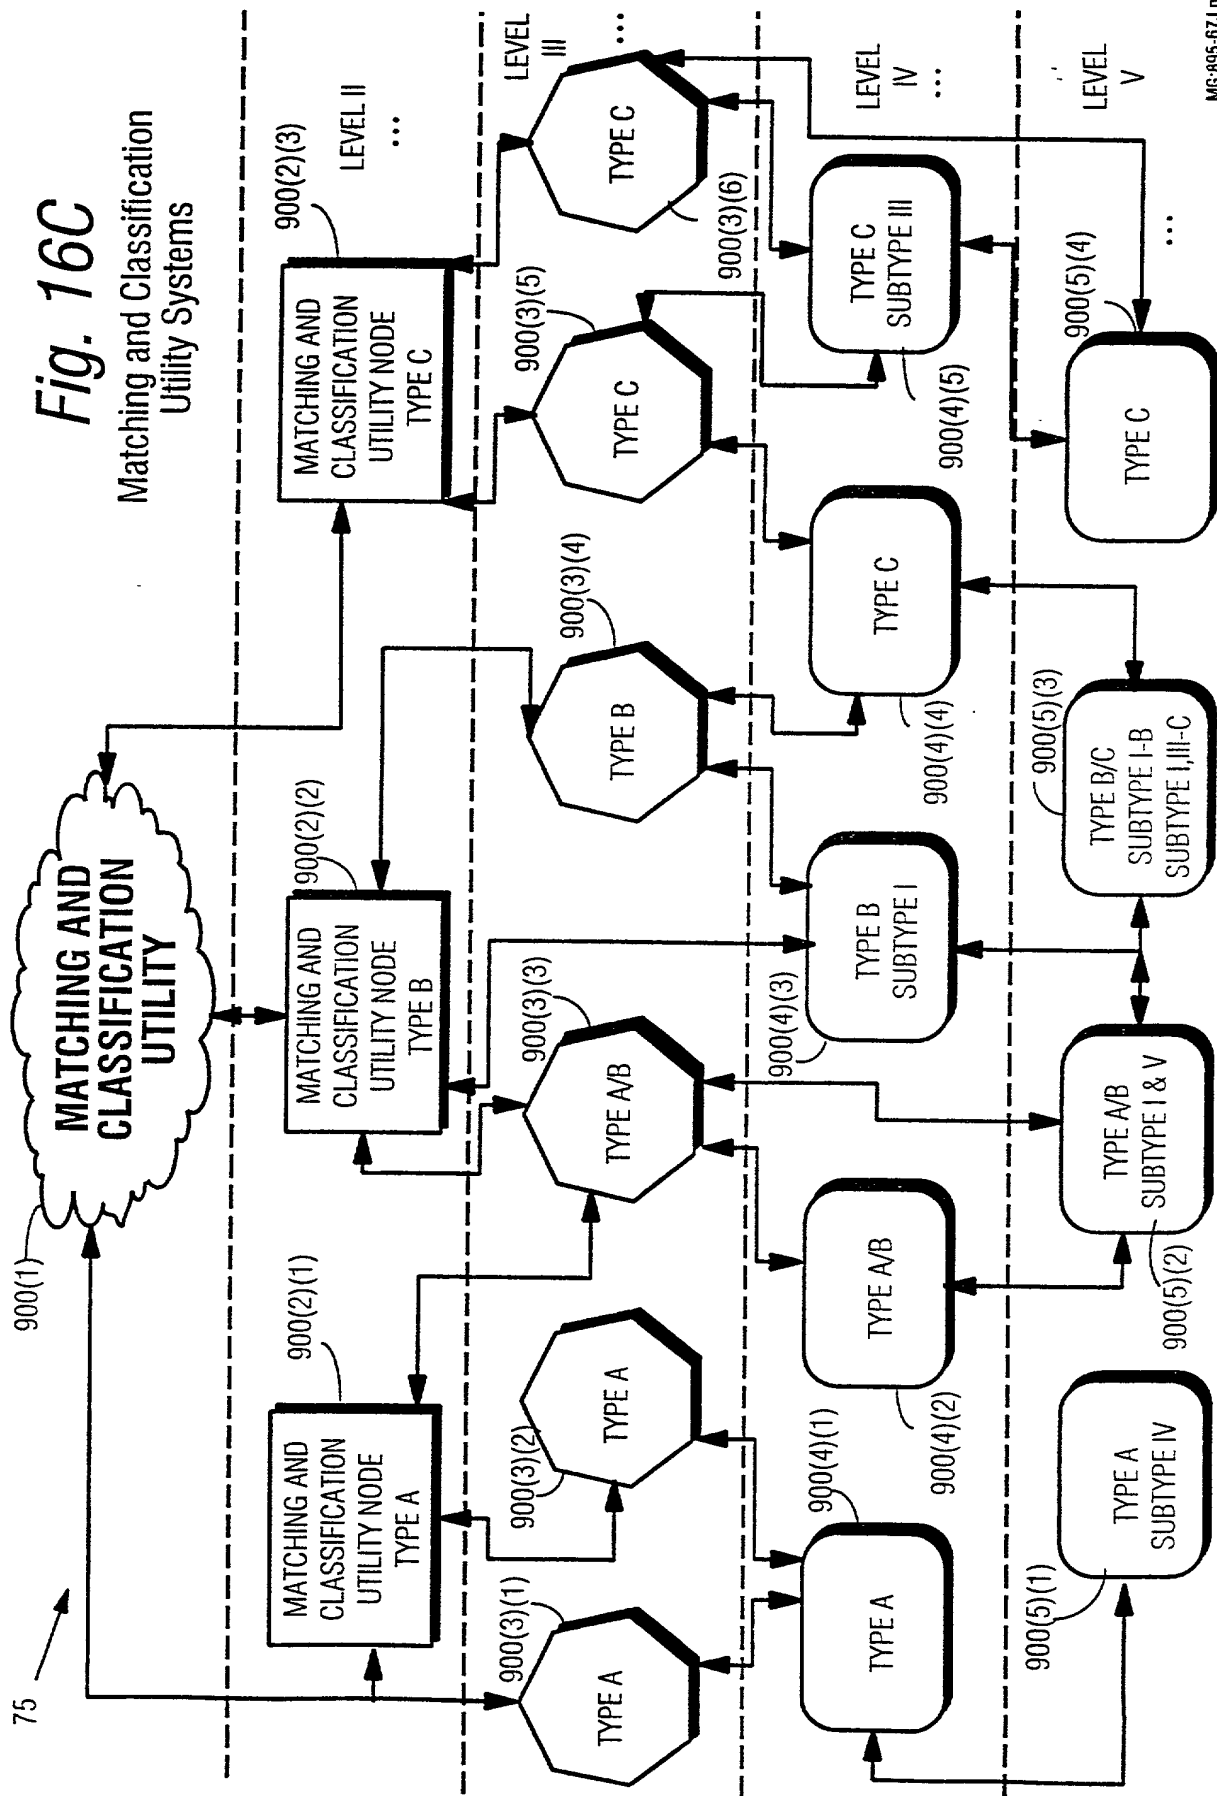 Fig. 16C
Matching and Classification
Utility Systems
75
900(1)
MATCHING AND
CLASSIFICATION
UTILITY
LEVEL II
...
900(2)(1)
MATCHING AND
CLASSIFICATION
UTILITY NODE
TYPE A
900(2)(2)
MATCHING AND
CLASSIFICATION
UTILITY NODE
TYPE B
900(2)(3)
MATCHING AND
CLASSIFICATION
UTILITY NODE
TYPE C
LEVEL
III
...
900(3)(1)
TYPE A
900(3)(2)
TYPE A
900(3)(3)
TYPE A/B
900(3)(4)
TYPE B
900(3)(5)
TYPE C
900(3)(6)
TYPE C
LEVEL
IV
...
900(4)(1)
TYPE A
900(4)(2)
TYPE A/B
900(4)(3)
TYPE B
SUBTYPE I
900(4)(4)
TYPE C
900(4)(5)
TYPE C
SUBTYPE III
LEVEL
V
...
900(5)(1)
TYPE A
SUBTYPE IV
900(5)(2)
TYPE A/B
SUBTYPE I & V
900(5)(3)
TYPE B/C
SUBTYPE I-B
SUBTYPE I,III-C
900(5)(4)
TYPE C